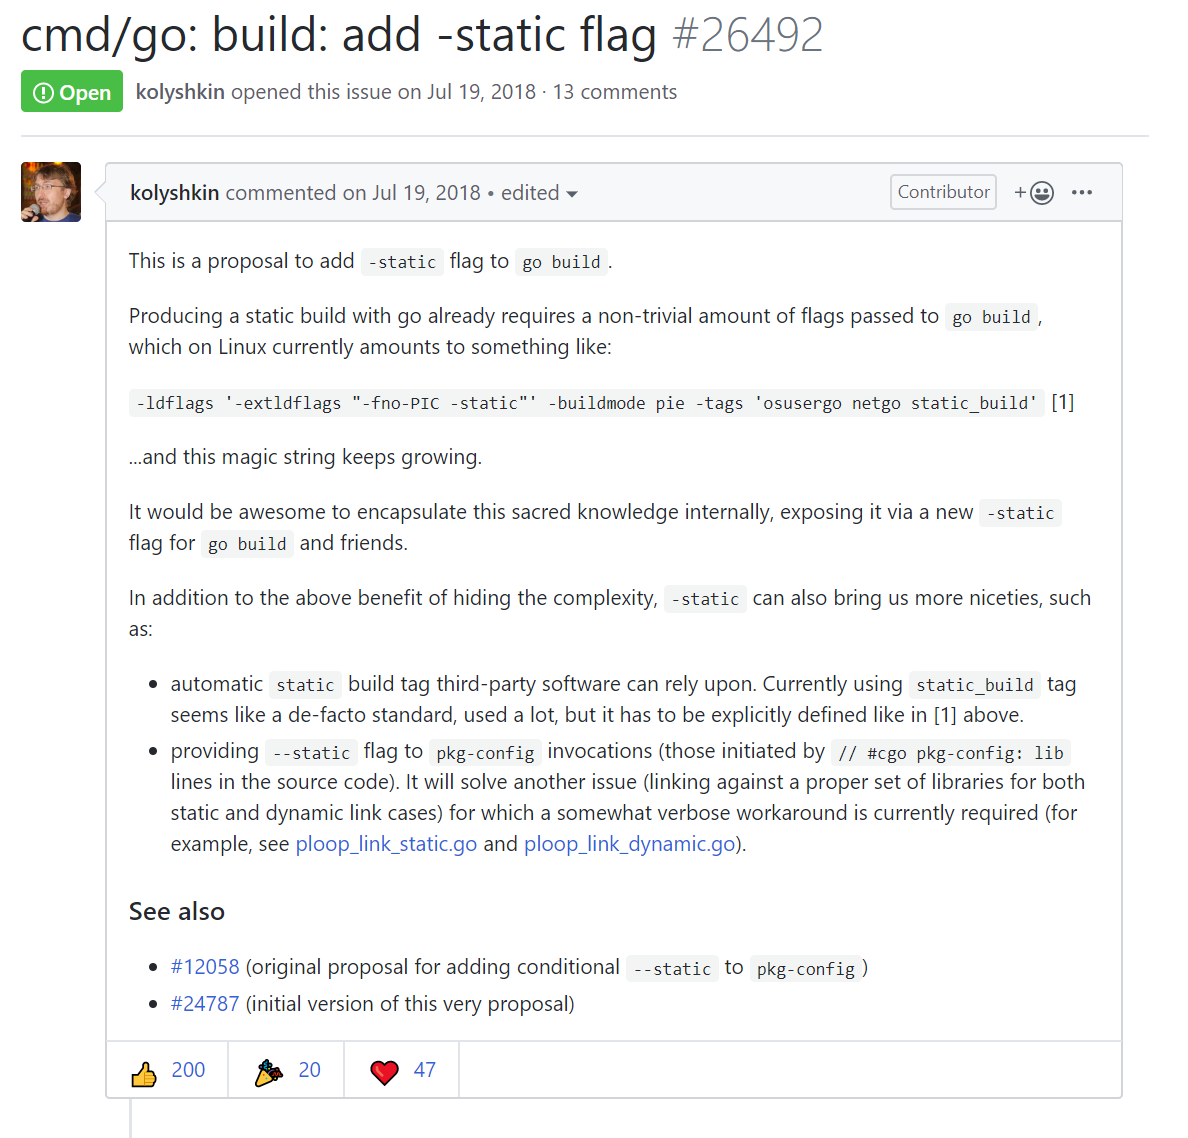 cmd/go: build: add -static flag #26492
Open kolyshkin opened this issue on Jul 19, 2018 · 13 comments
kolyshkin commented on Jul 19, 2018 • edited Contributor
This is a proposal to add -static flag to go build.
Producing a static build with go already requires a non-trivial amount of flags passed to go build,
which on Linux currently amounts to something like:
-ldflags '-extldflags "-fno-PIC -static"' -buildmode pie -tags 'osusergo netgo static_build' [1]
...and this magic string keeps growing.
It would be awesome to encapsulate this sacred knowledge internally, exposing it via a new -static
flag for go build and friends.
In addition to the above benefit of hiding the complexity, -static can also bring us more niceties, such
as:
• automatic static build tag third-party software can rely upon. Currently using static_build tag
seems like a de-facto standard, used a lot, but it has to be explicitly defined like in [1] above.
• providing --static flag to pkg-config invocations (those initiated by // #cgo pkg-config: lib
lines in the source code). It will solve another issue (linking against a proper set of libraries for both
static and dynamic link cases) for which a somewhat verbose workaround is currently required (for
example, see ploop_link_static.go and ploop_link_dynamic.go).
See also
• #12058 (original proposal for adding conditional --static to pkg-config)
• #24787 (initial version of this very proposal)
200 20 47